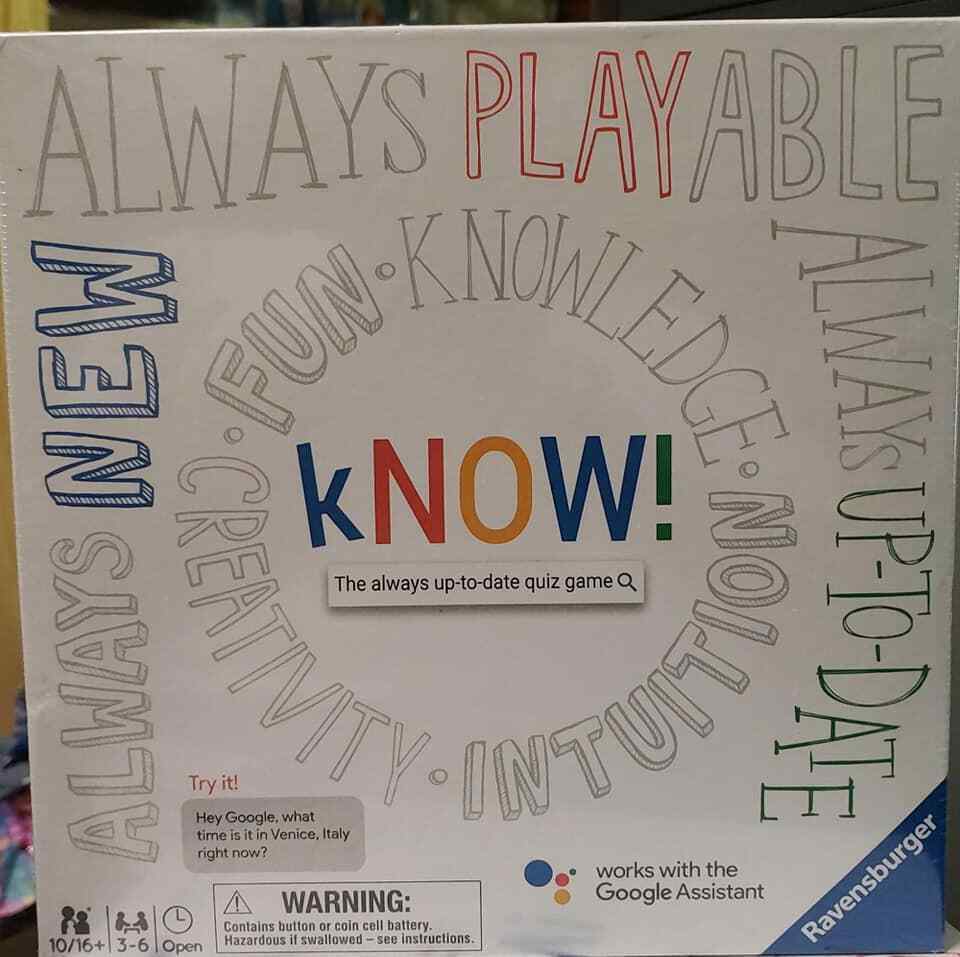 ALWAYS PLAYABLE
ALWAYS NEW
ALWAYS UP-TO-DATE
FUN • KNOWLEDGE • INTUITION • CREATIVITY •
kNOW!
The always up-to-date quiz game
Try it!
Hey Google, what
time is it in Venice, Italy
right now?
works with the
Google Assistant
10/16+ 3-6 Open
WARNING:
Contains button or coin cell battery.
Hazardous if swallowed – see instructions.
Ravensburger